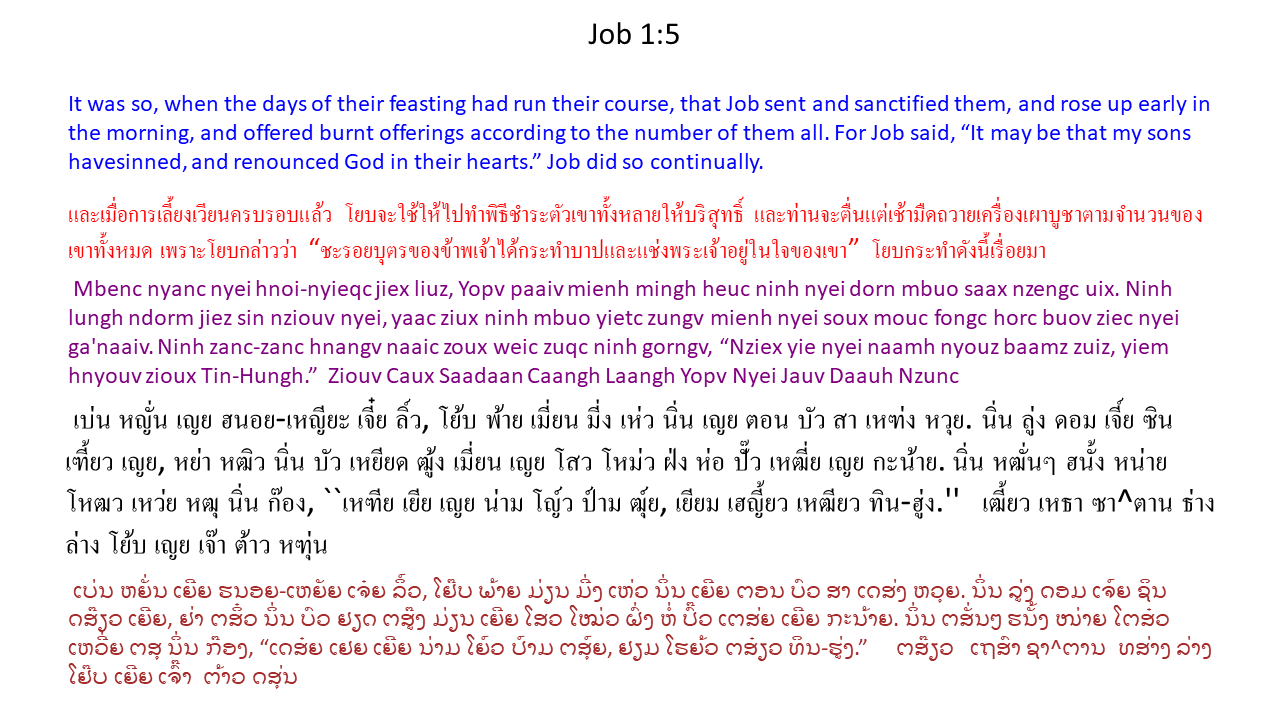 Job 1:5
It was so, when the days of their feasting had run their course, that Job sent and sanctified them, and rose up early in
the morning, and offered burnt offerings according to the number of them all. For Job said, “It may be that my sons
havesinned, and renounced God in their hearts.” Job did so continually.
และเมื่อการเลี้ยงเวียนครบรอบแล้ว โยบจะใช้ให้ไปทำพิธีชำระตัวเขาทั้งหลายให้บริสุทธิ์ และท่านจะตื่นแต่เช้ามืดถวายเครื่องเผาบูชาตามจำนวนของ
เขาทั้งหมด เพราะโยบกล่าวว่า “ชะรอยบุตรของข้าพเจ้าได้กระทำบาปและแช่งพระเจ้าอยู่ในใจของเขา” โยบกระทำดังนี้เรื่อยมา
Mbenc nyanc nyei hnoi-nyieqc jiex liuz, Yopv paaiv mienh mingh heuc ninh nyei dorn mbuo saax nzengc uix. Ninh
lungh ndorm jiez sin nziouv nyei, yaac ziux ninh mbuo yietc zungv mienh nyei soux mouc fongc horc buov ziec nyei
ga'naaiv. Ninh zanc-zanc hnangv naaic zoux weic zuqc ninh gorngv, “Nziex yie nyei naamh nyouz baamz zuiz, yiem
hnyouv zioux Tin-Hungh.” Ziouv Caux Saadaan Caangh Laangh Yopv Nyei Jauv Daauh Nzunc
เบ่น หญั่น เญย ฮนอย-เหญียะ เจี๋ย ลิ์ว, โย้บ พ้าย เมี่ยน มี่ง เห่ว นิ่น เญย ตอน บัว สา เหฑ่ง หวุย. นิ่น ลู่ง ดอม เจี์ย ซิน
เฑี้ยว เญย, หย่า หฒิว นิ่น บัว เหยียด ฒู้ง เมี่ยน เญย โสว โหม่ว ฝ่ง ห่อ ปั๊ว เหฒี่ย เญย กะน้าย. นิ่น หฒั่นๆ ฮนั้ง หน่าย
โหฒว เหว่ย หฒุ นิ่น ก๊อง, ``เหฑีย เยีย เญย น่าม โญ์ว ป์าม ฒุ์ย, เยียม เฮญี้ยว เหฒียว ทิน-ฮู่ง." เฒี้ยว เหธา ซา^ตาน ธ่าง
ล่าง โย้บ เญย เจ๊า ต้าว หฑุ่น
ເບ່ນ ຫຍັ່ນ ເຍີຍ ຮນອຍ-ເຫຍັຍ ເຈ໋ຍ ລິ໌ວ, ໂຢ໊ບ ພ້າຍ ມ່ຽນ ມີ່ງ ເຫ່ວ ນິ່ນ ເຍີຍ ຕອນ ບົວ ສາ ເດສ່ງ ຫວຸຍ. ນິ່ນ ລູ່ງ ດອມ ເຈ໌ຍ ຊິນ
ດສ໊ຽວ ເຍີຍ, ຢ່າ ຕສິ໋ວ ນິ່ນ ບົວ ຢຽດ ຕສູ໊ງ ມ່ຽນ ເຍີຍ ໂສວ ໂໝ່ວ ຝົ່ງ ຫໍ່ ປົ໊ວ ເຕສ່ຍ ເຍີຍ ກະນ້າຍ. ນິ່ນ ຕສັ່ນໆ ຮນັ້ງ ໜ່າຍ ໂຕສ໋ວ
ເຫວີ່ຍ ຕສຸ ນິ່ນ ກ໊ອງ, “ເດສ໋ຍ ເຢຍ ເຍີຍ ນ່າມ ໂຍ໌ວ ປ໌າມ ຕສຸ໌ຍ, ຢຽມ ໂຮຍ້ວ ຕສ໋ຽວ ທິນ-ຮູ່ງ.” ຕສ໊ຽວ ເຖສົາ ຊາ^ຕານ ທສ່າງ ລ່າງ
ໂຢ໊ບ ເຍີຍ ເຈົ໊າ ຕ້າວ ດສຸ່ນ